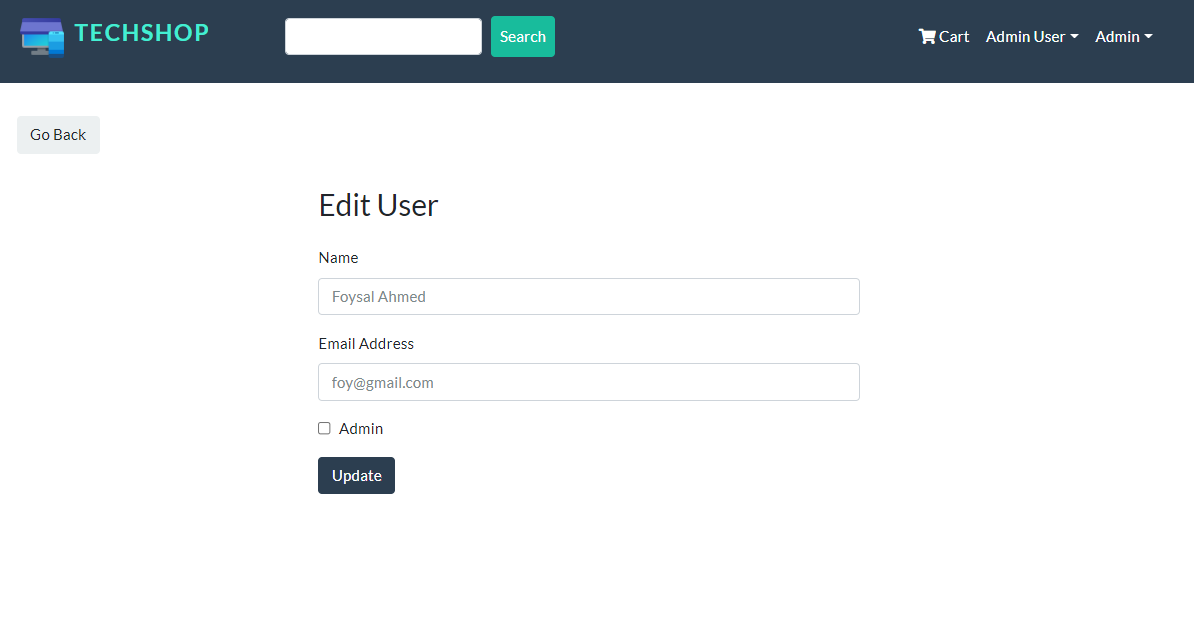 TECHSHOP
Search
Cart Admin User Admin
Go Back
Edit User
Name
Foysal Ahmed
Email Address
foy@gmail.com
Admin
Update